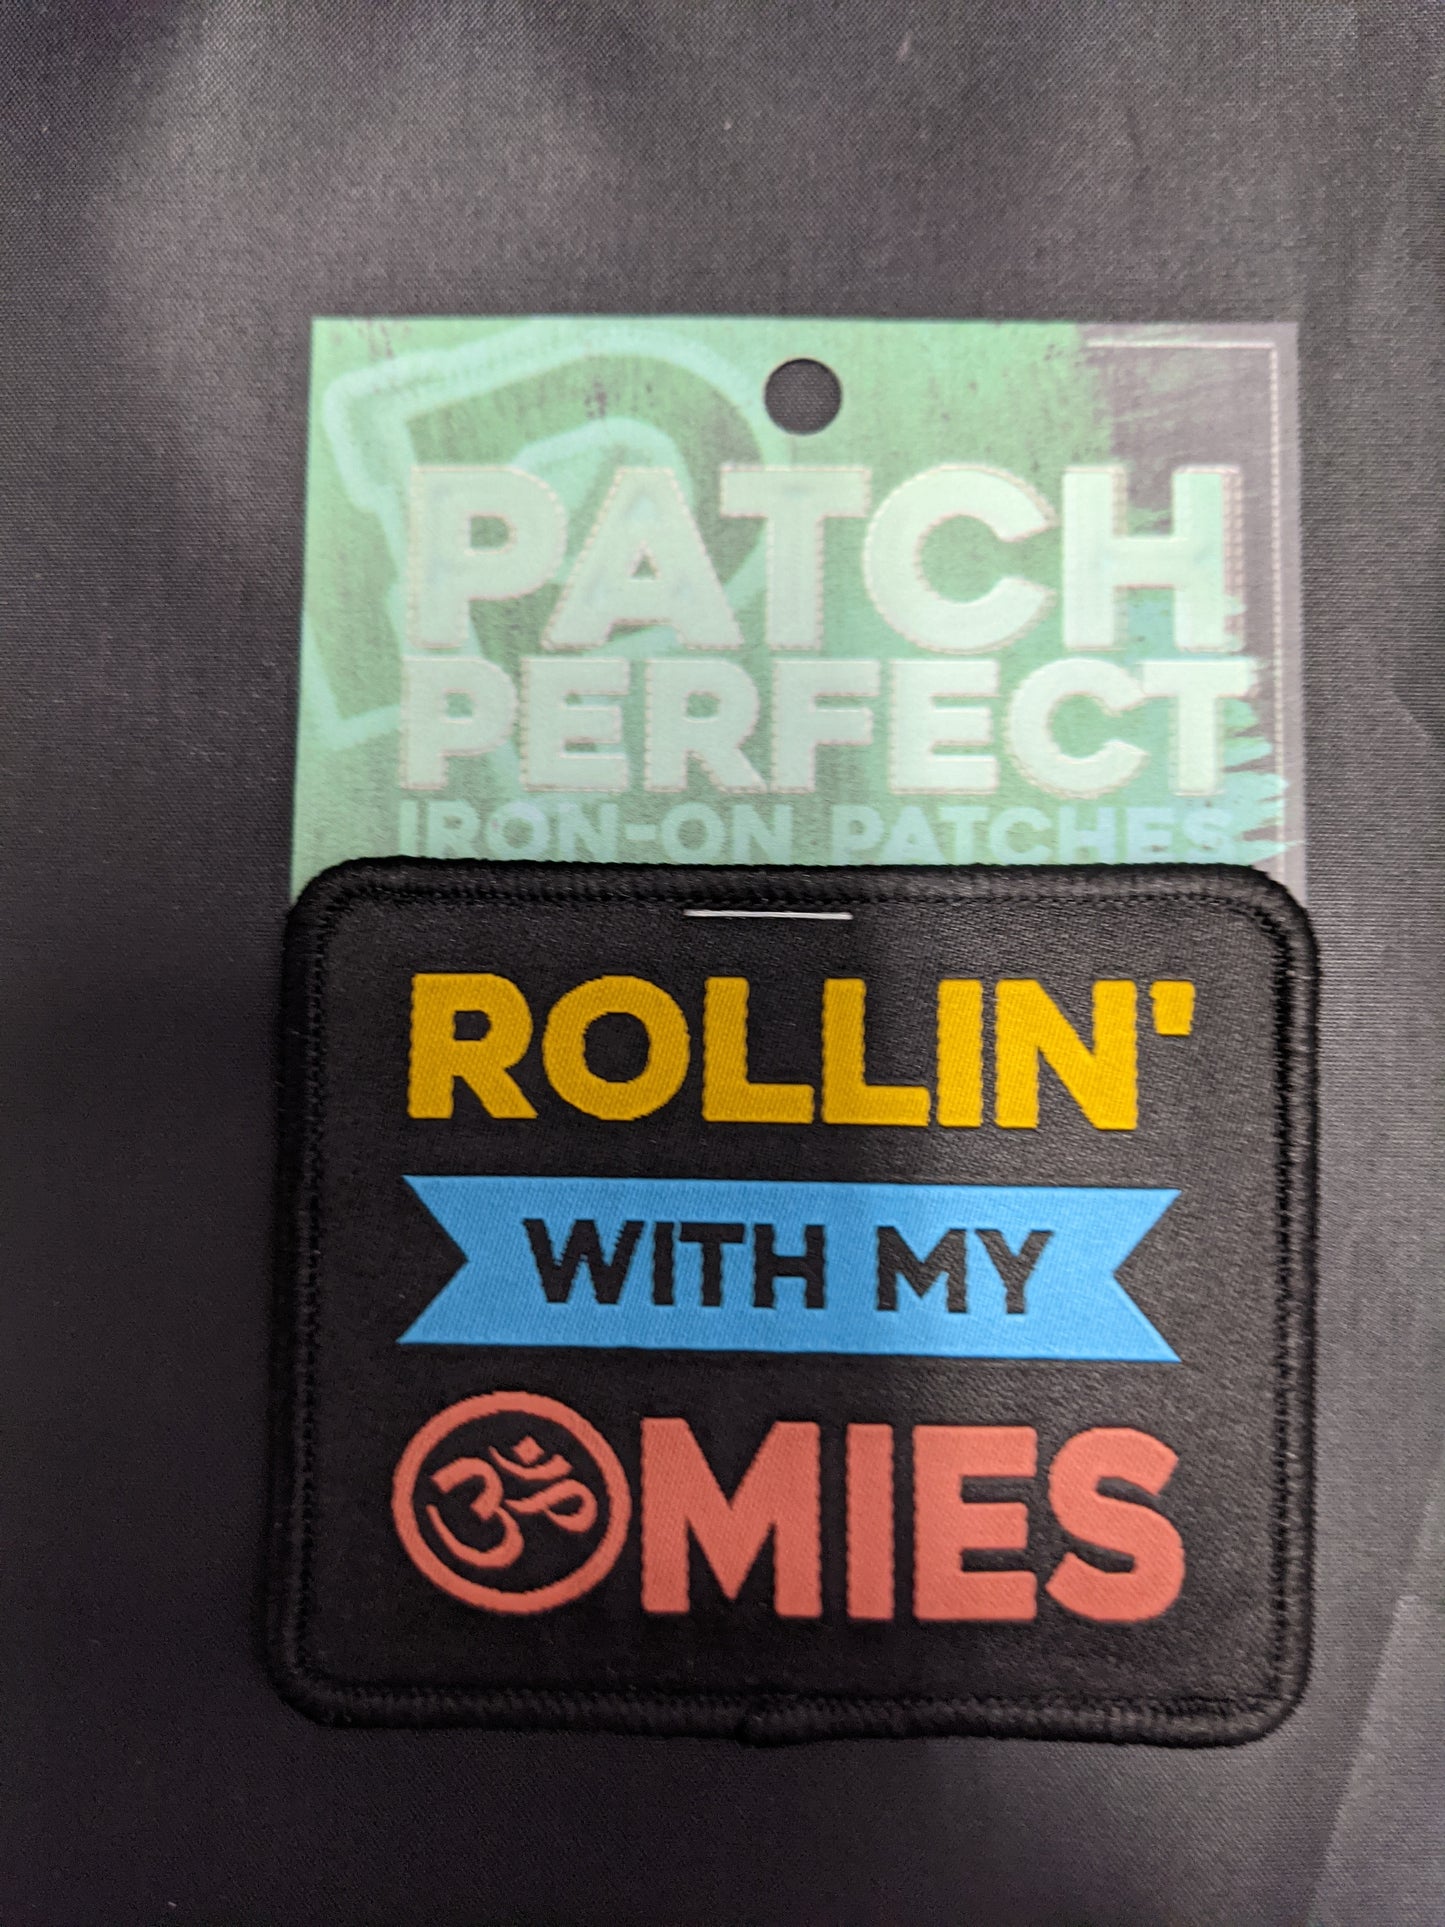 PATCH
PERFECT
IRON-ON PATCHES
ROLLIN'
WITH MY
ॐMIES